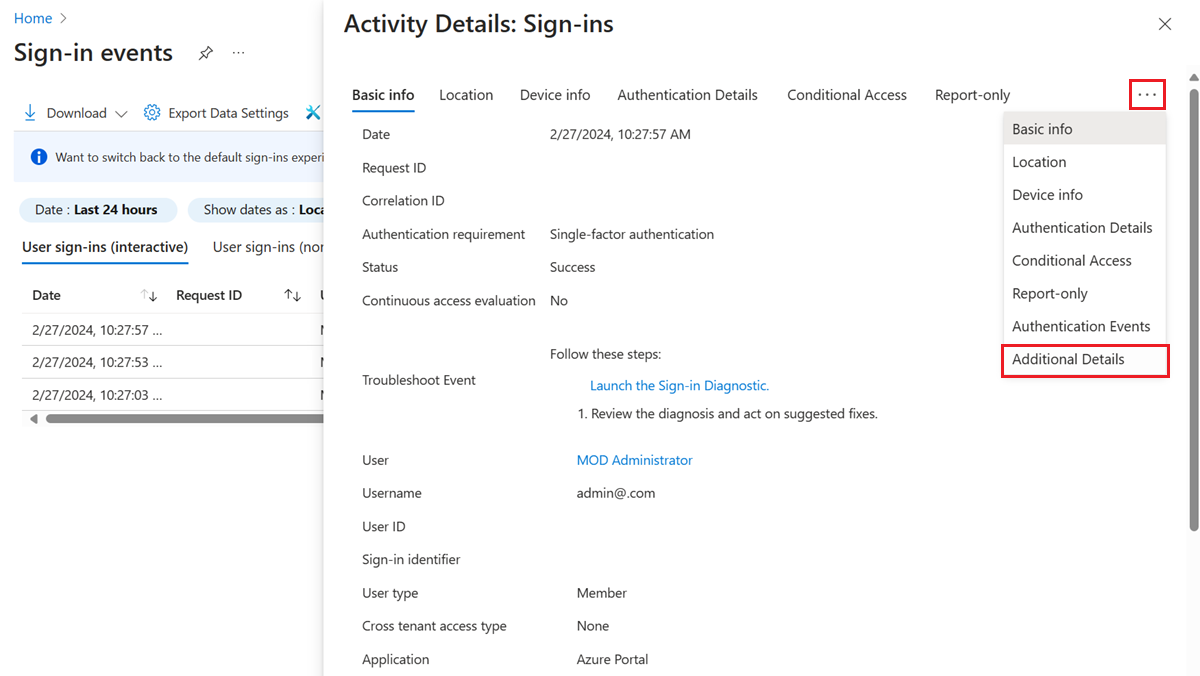 Home
Sign-in events
Download
Export Data Settings
Want to switch back to the default sign-ins experi
Date : Last 24 hours
Show dates as : Loca
User sign-ins (interactive)
User sign-ins (nor
Date
Request ID
2/27/2024, 10:27:57 ...
2/27/2024, 10:27:53 ...
2/27/2024, 10:27:03 ...
Activity Details: Sign-ins
Basic info Location Device info Authentication Details Conditional Access Report-only ...
Date 2/27/2024, 10:27:57 AM
Request ID
Correlation ID
Authentication requirement Single-factor authentication
Status Success
Continuous access evaluation No
Troubleshoot Event
Follow these steps:
Launch the Sign-in Diagnostic.
1. Review the diagnosis and act on suggested fixes.
User MOD Administrator
Username admin@.com
User ID
Sign-in identifier
User type Member
Cross tenant access type None
Application Azure Portal
Basic info
Location
Device info
Authentication Details
Conditional Access
Report-only
Authentication Events
Additional Details